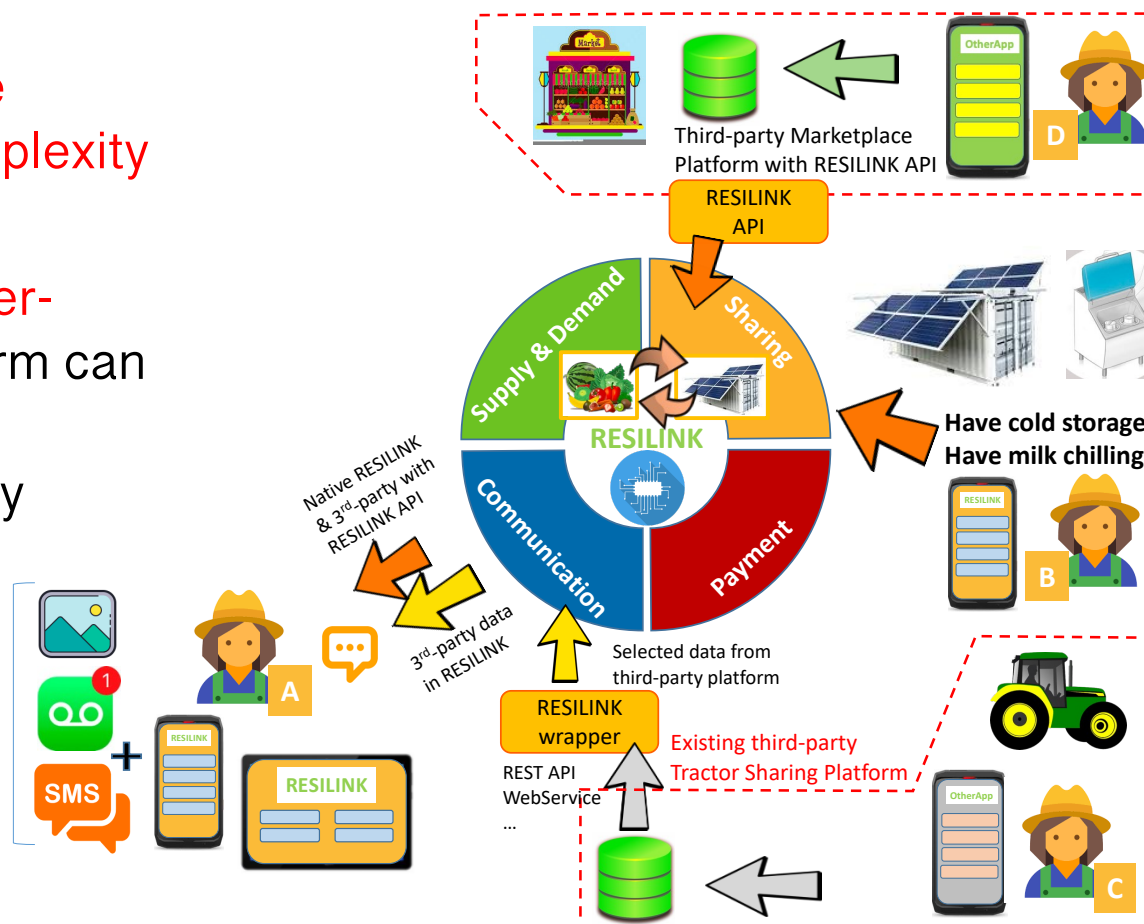 e
plexity
er-
rm can
y
Market
OtherApp
D
Third-party Marketplace
Platform with RESILINK API
RESILINK
API
Supply & Demand
Sharing
RESILINK
Communication
Payment
Have cold storage
Have milk chilling
RESILINK
B
Native RESILINK
& 3rd-party with
RESILINK API
3rd-party data
in RESILINK
Selected data from
third-party platform
A
1
RESILINK
SMS
RESILINK
RESILINK
wrapper
Existing third-party
Tractor Sharing Platform
REST API
WebService
...
OtherApp
C